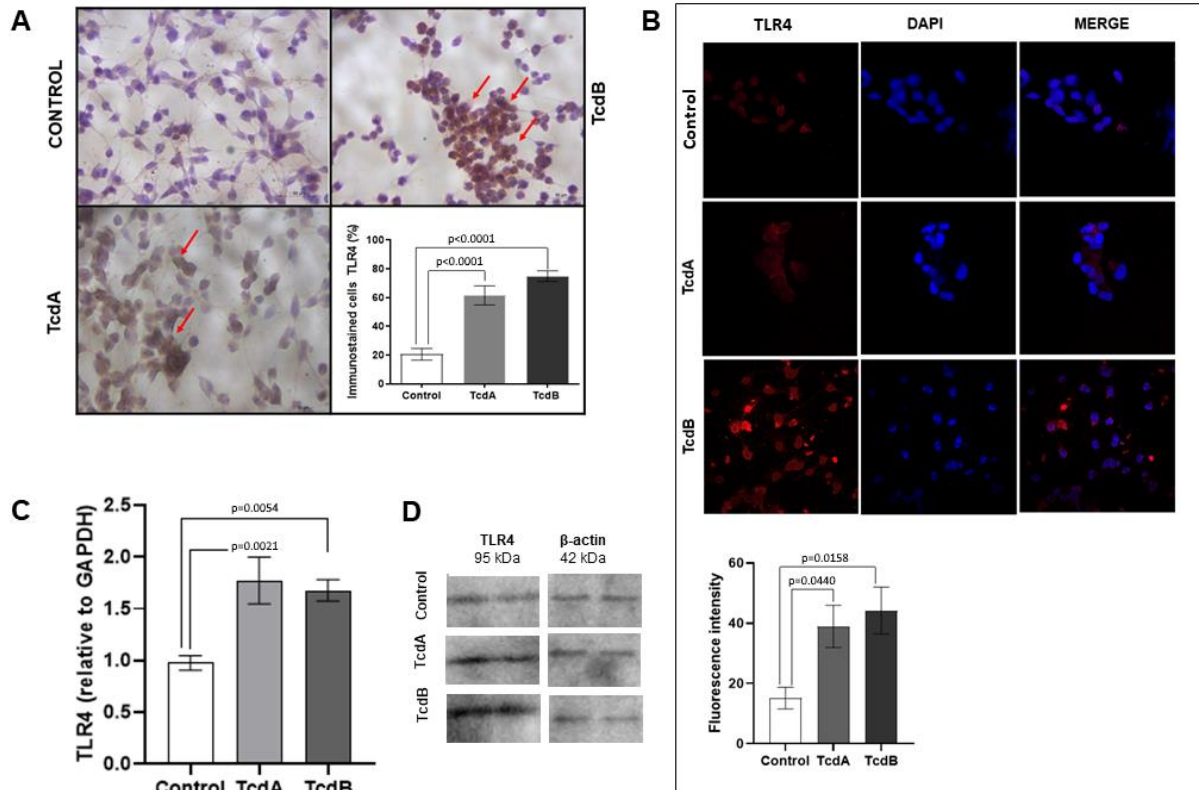 A
CONTROL
TcdB
TcdA
Immunostained cells TLR4 (%)
100
80
60
40
20
0
p<0.0001
p<0.0001
Control TcdA TcdB
B
TLR4 DAPI MERGE
Control
TcdA
TcdB
Fluorescence intensity
60
40
20
0
p=0.0158
p=0.0440
Control TcdA TcdB
C
TLR4 (relative to GAPDH)
2.5
2.0
1.5
1.0
0.5
0.0
p=0.0054
p=0.0021
Control TcdA TcdB
D
TLR4 β-actin
95 kDa 42 kDa
Control
TcdA
TcdB